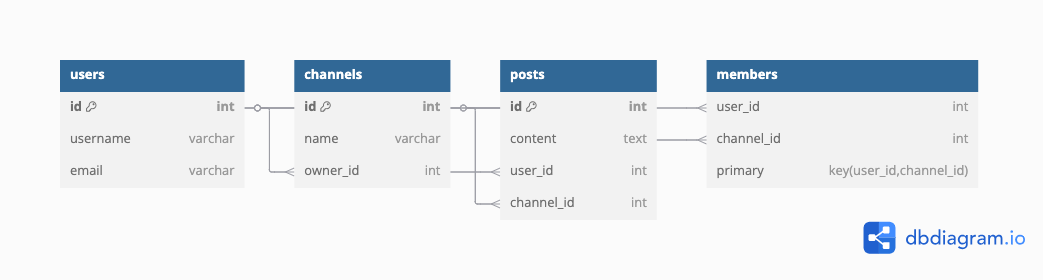 users
id int
username varchar
email varchar
channels
id int
name varchar
owner_id int
posts
id int
content text
user_id int
channel_id int
members
user_id int
channel_id int
primary key(user_id,channel_id)
dbdiagram.io